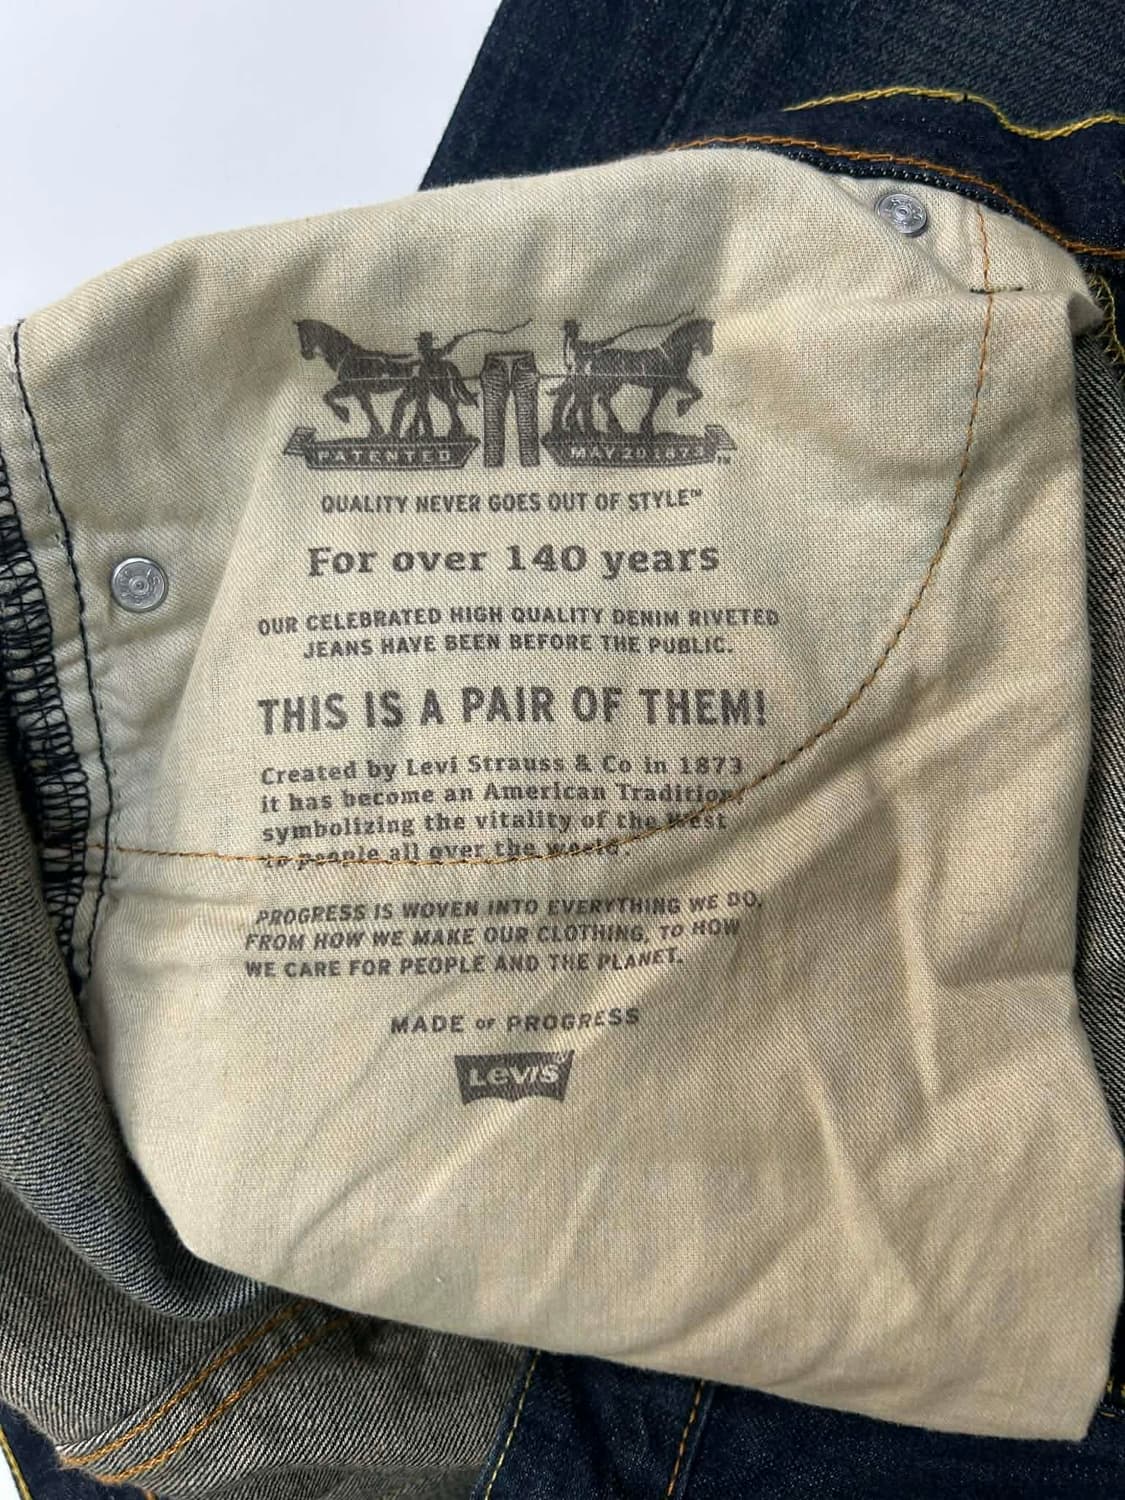 PATENTED MAY 20 1873 ™
QUALITY NEVER GOES OUT OF STYLE™
For over 140 years
OUR CELEBRATED HIGH QUALITY DENIM RIVETED
JEANS HAVE BEEN BEFORE THE PUBLIC.
THIS IS A PAIR OF THEM!
Created by Levi Strauss & Co in 1873
it has become an American Tradition,
symbolizing the vitality of the West
to people all over the world.
PROGRESS IS WOVEN INTO EVERYTHING WE DO,
FROM HOW WE MAKE OUR CLOTHING, TO HOW
WE CARE FOR PEOPLE AND THE PLANET.
MADE OF PROGRESS
LEVI'S